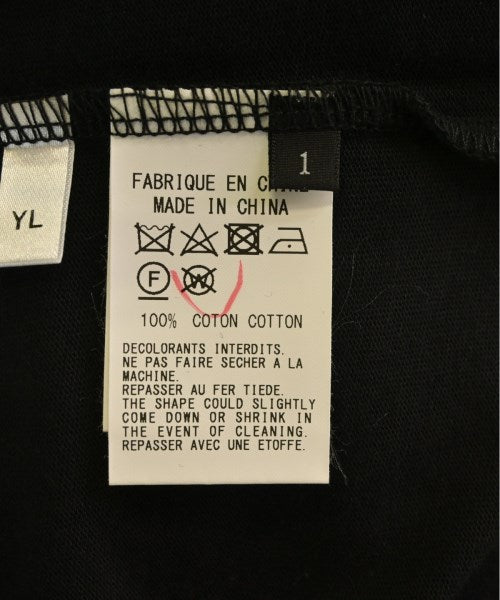 1
YL
FABRIQUE EN
MADE IN CHINA
F
W
100% COTON COTTON
DECOLORANTS INTERDITS.
NE PAS FAIRE SECHER A LA
MACHINE.
REPASSER AU FER TIEDE.
THE SHAPE COULD SLIGHTLY
COME DOWN OR SHRINK IN
THE EVENT OF CLEANING.
REPASSER AVEC UNE ETOFFE.